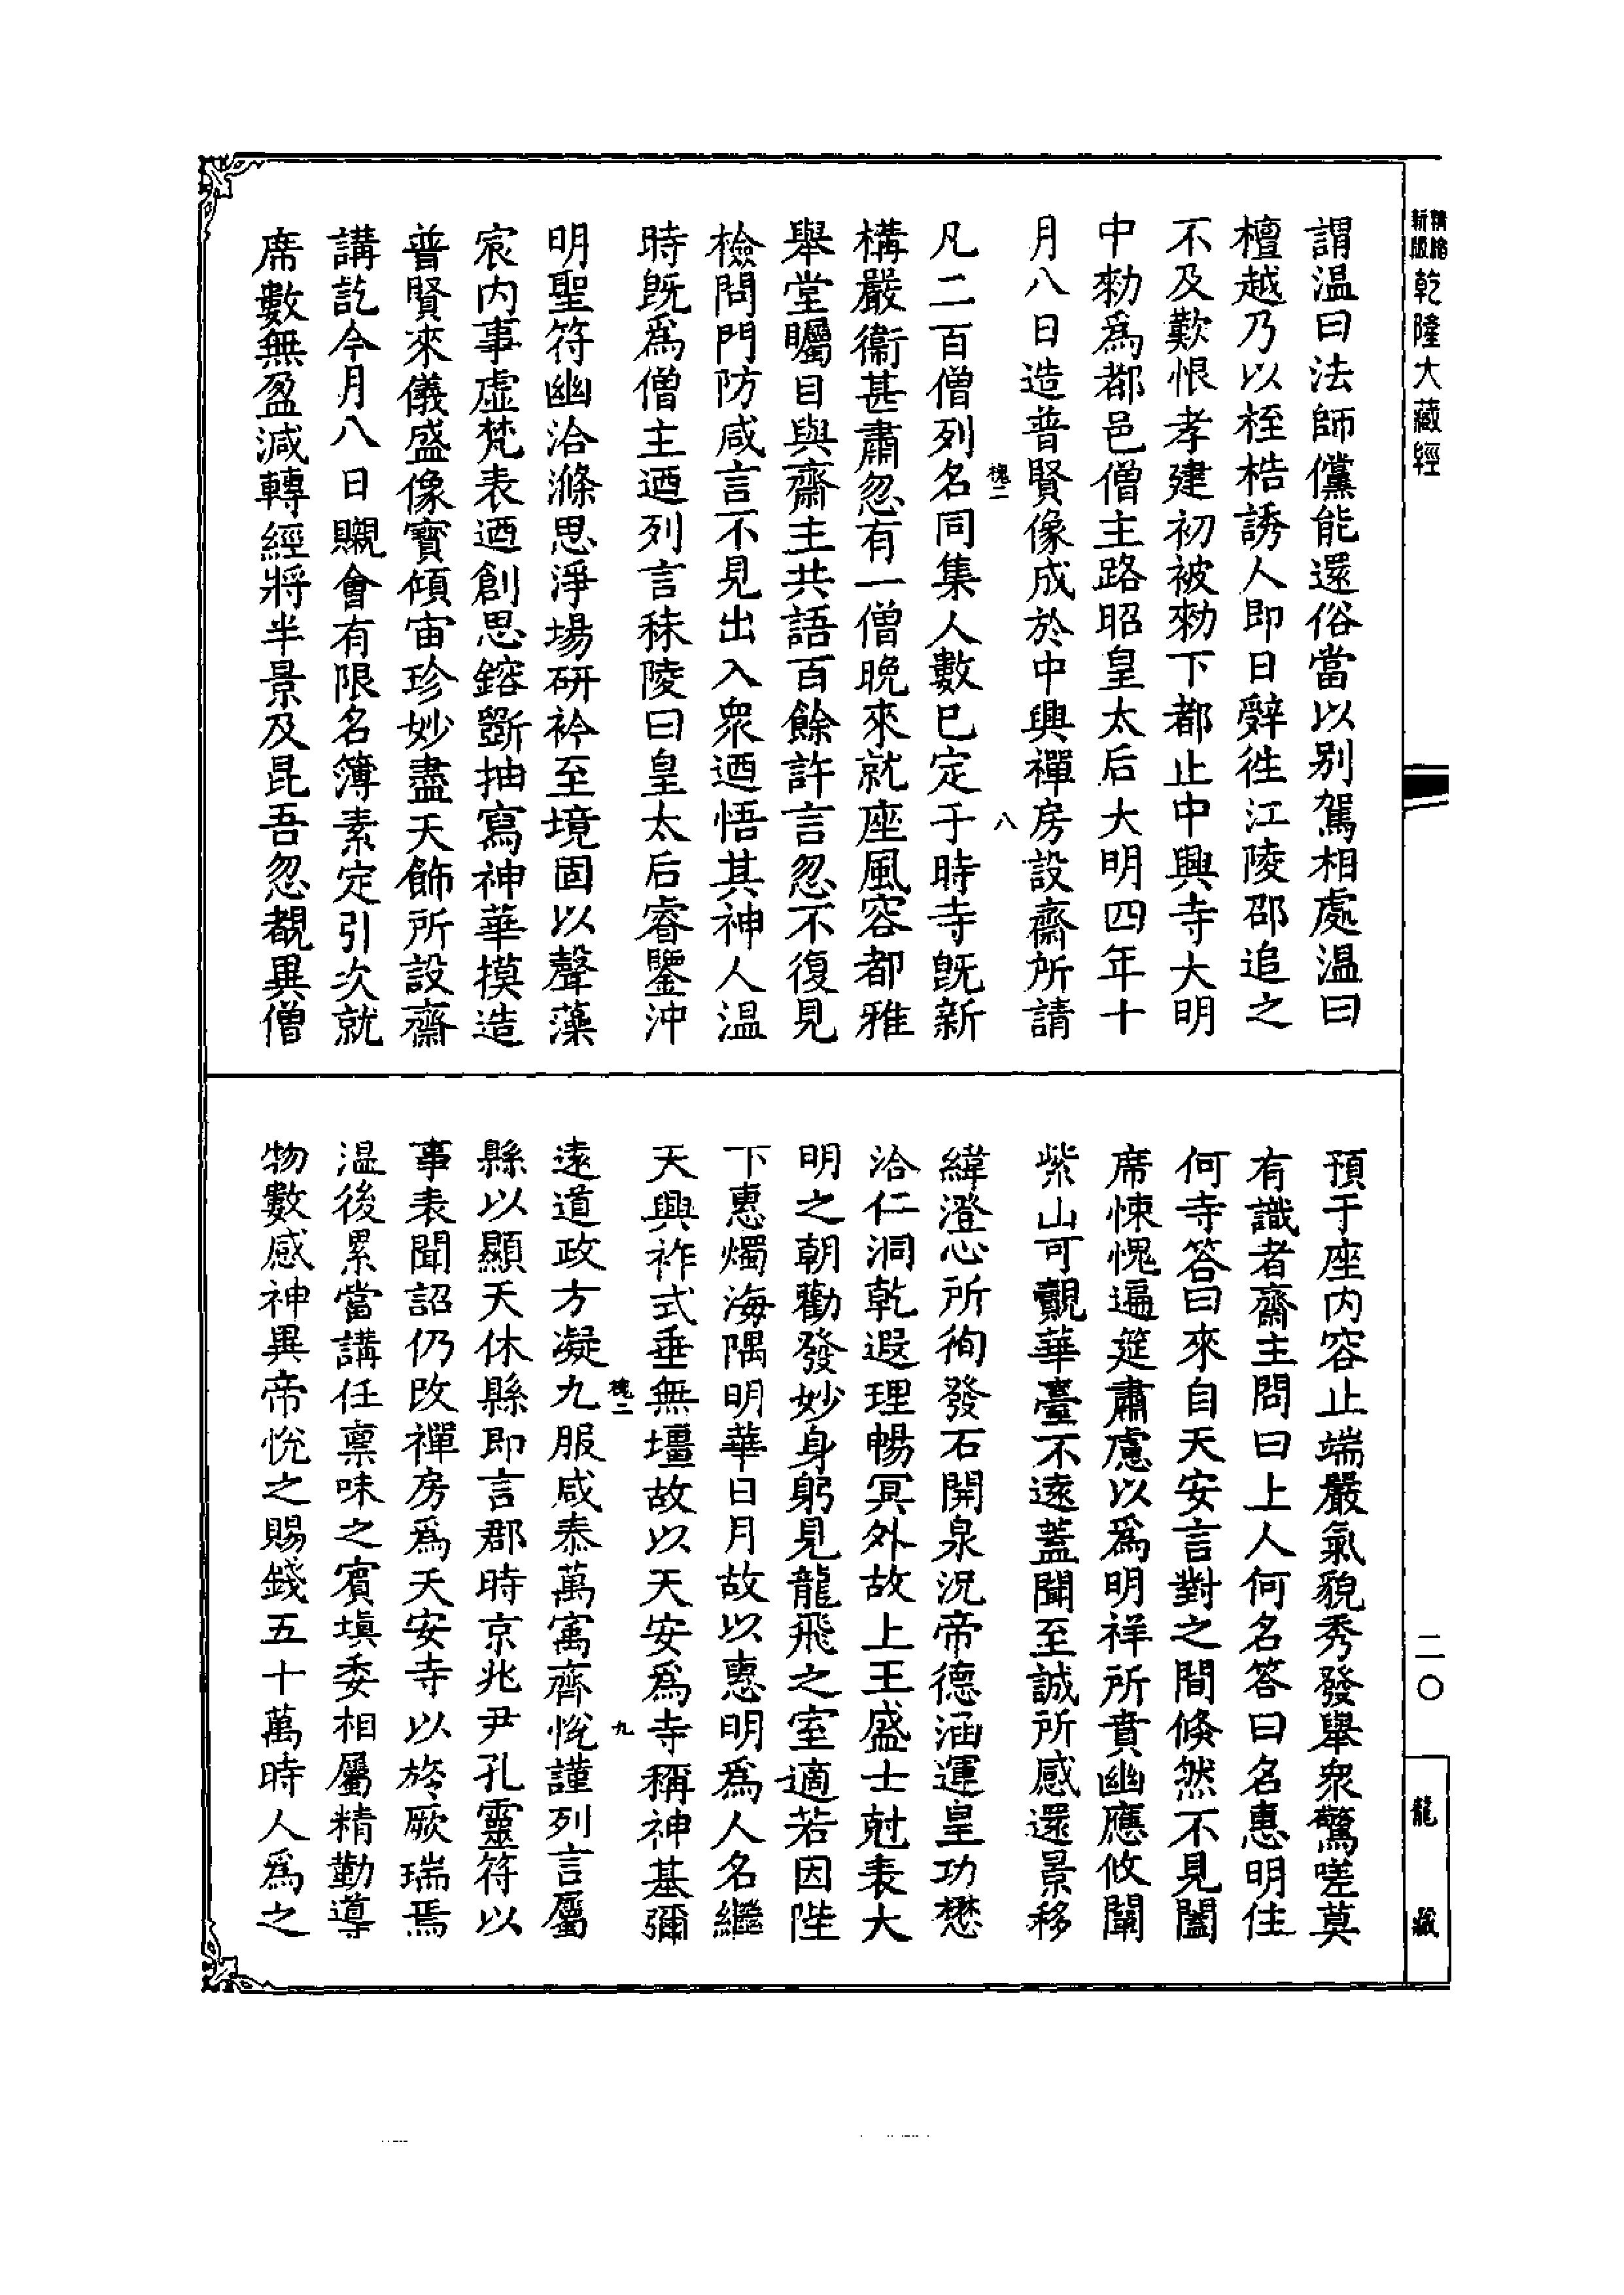 精繪
新版
乾隆大藏經
謂温曰法師儻能還俗當以别駕相處温曰
檀越乃以桎梏誘人即日辭徃江陵邵追之
不及歎恨孝建初被勑下都止中興寺大明
中勑為都邑僧主路昭皇太后大明四年十
月八日造普賢像成於中興禪房設齋所請
槐二
八
凡二百僧列名同集人數已定于時寺既新
構嚴衞甚肅忽有一僧晚來就座風容都雅
舉堂矚目與齋主共語百餘許言忽不復見
檢問門防咸言不見出入衆迺悟其神人温
時既爲僧主迺列言秣陵曰皇太后睿鑒沖
明聖符幽洽滌思淨場研衿至境固以聲藻
宸内事虚梵表迺創思鎔斲抽寫神華摸造
普賢來儀盛像寳傾宙珍妙盡天飾所設齋
講訖今月八日嚫會有限名簿素定引次就
席數無盈減轉經將半景及昆吾忽覩異僧
預于座内容止端嚴氣貌秀發舉衆驚嗟莫
有識者齋主問曰上人何名答曰名惠明住
何寺答曰來自天安言對之間倐然不見闔
席悚愧遍筵肅慮以爲明祥所賁幽應攸闡
紫山可覿華臺不遠蓋聞至誠所感還景移
緯澄心所徇發石開泉況帝德涵運皇功懋
洽仁洞乾遐理暢冥外故上王盛士尅表大
明之朝勸發妙身躬見龍飛之室適若因陛
下惠燭海隅明華日月故以惠明爲人名繼
天興祚式垂無壃故以天安爲寺稱神基彌
槐二
九
遠道政方凝九服咸泰萬寓齊恱謹列言屬
縣以顯天休縣即言郡時京兆尹孔靈符以
事表聞詔仍改禪房爲天安寺以旌厥瑞焉
温後累當講任稟味之賓填委相屬精勤導
物數感神異帝恱之賜錢五十萬時人爲之
二〇
龍
藏